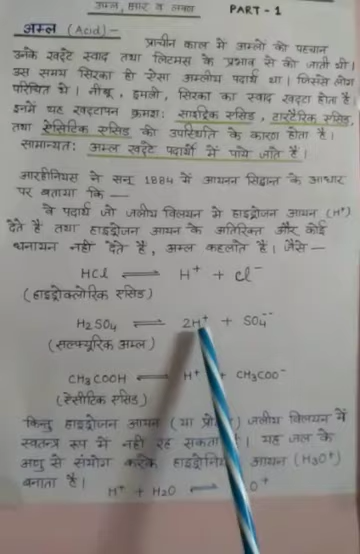 अम्ल, क्षार व लवण PART - 1
अम्ल (Acid) :-
प्राचीन काल में अम्लों की पहचान
उनके खट्टे स्वाद तथा लिटमस के प्रभाव से की जाती थी।
उस समय सिरका ही ऐसा अम्लीय पदार्थ था। जिससे लोग
परिचित थे। नींबू, इमली, सिरका का स्वाद खट्टा होता है।
इनमें यह खट्टापन क्रमशः साइट्रिक एसिड, टारटैरिक एसिड,
तथा ऐसिटिक एसिड की उपस्थिति के कारण होता है।
सामान्यतः अम्ल खट्टे पदार्थों में पाये जाते हैं।
आरहीनियस ने सन् 1884 में आयनन सिद्धान्त के आधार
पर बताया कि —
वे पदार्थ जो जलीय विलयन में हाइड्रोजन आयन (H⁺)
देते हैं तथा हाइड्रोजन आयन के अतिरिक्त और कोई
धनायन नहीं देते हैं, अम्ल कहलाते हैं। जैसे —
HCl ⇌ H⁺ + Cl⁻
(हाइड्रोक्लोरिक एसिड)
H₂SO₄ ⇌ 2H⁺ + SO₄⁻⁻
(सल्फ्यूरिक अम्ल)
CH₃COOH ⇌ H⁺ + CH₃COO⁻
(ऐसीटिक एसिड)
किन्तु हाइड्रोजन आयन (या जलीय विलयन में
स्वतन्त्र रूप में नहीं रह सकता है। यह जल के
अणु से संयोग करके आयन (H₃O⁺)
बनाता है।
H⁺ + H₂O ⇌ O⁺